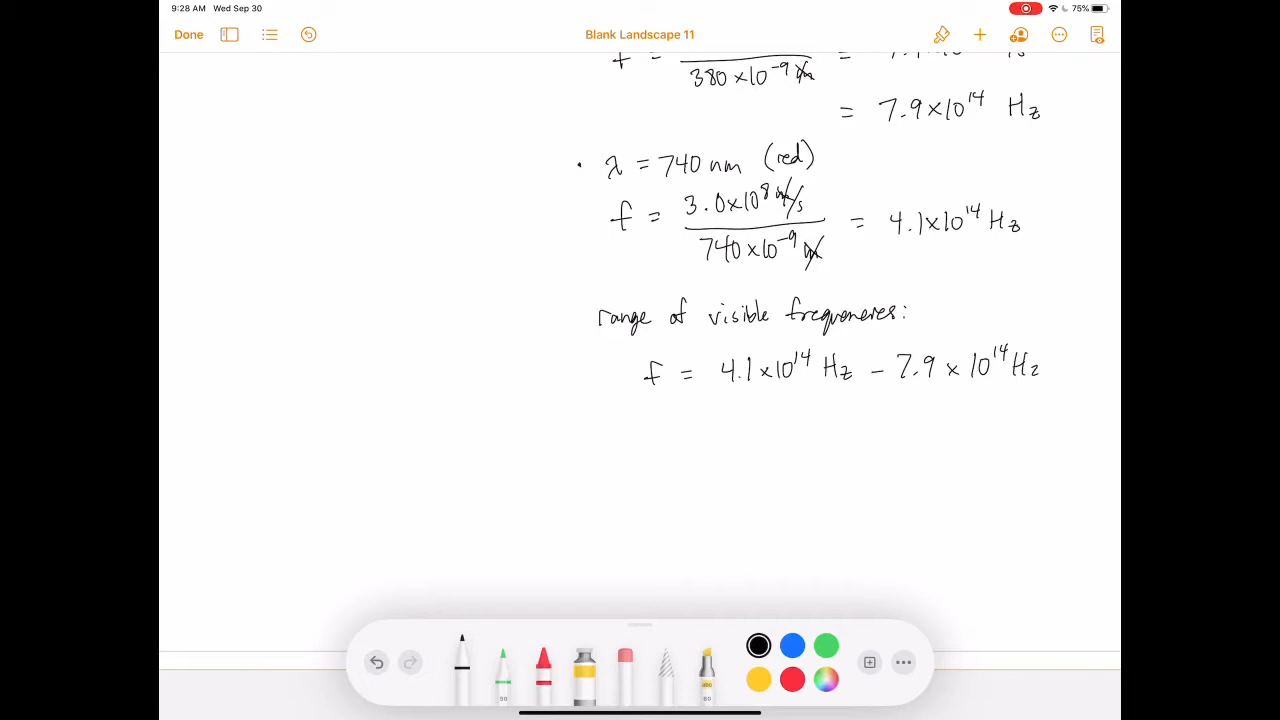 9:28 AM Wed Sep 30
75%
Done
Blank Landscape 11
f =
380 x 10⁻⁹ m =
= 7.9 x 10¹⁴ Hz
• λ = 740 nm (red)
f = 3.0 x 10⁸ m/s
740 x 10⁻⁹ m = 4.1 x 10¹⁴ Hz
range of visible frequencies:
f = 4.1 x 10¹⁴ Hz – 7.9 x 10¹⁴ Hz
50
50